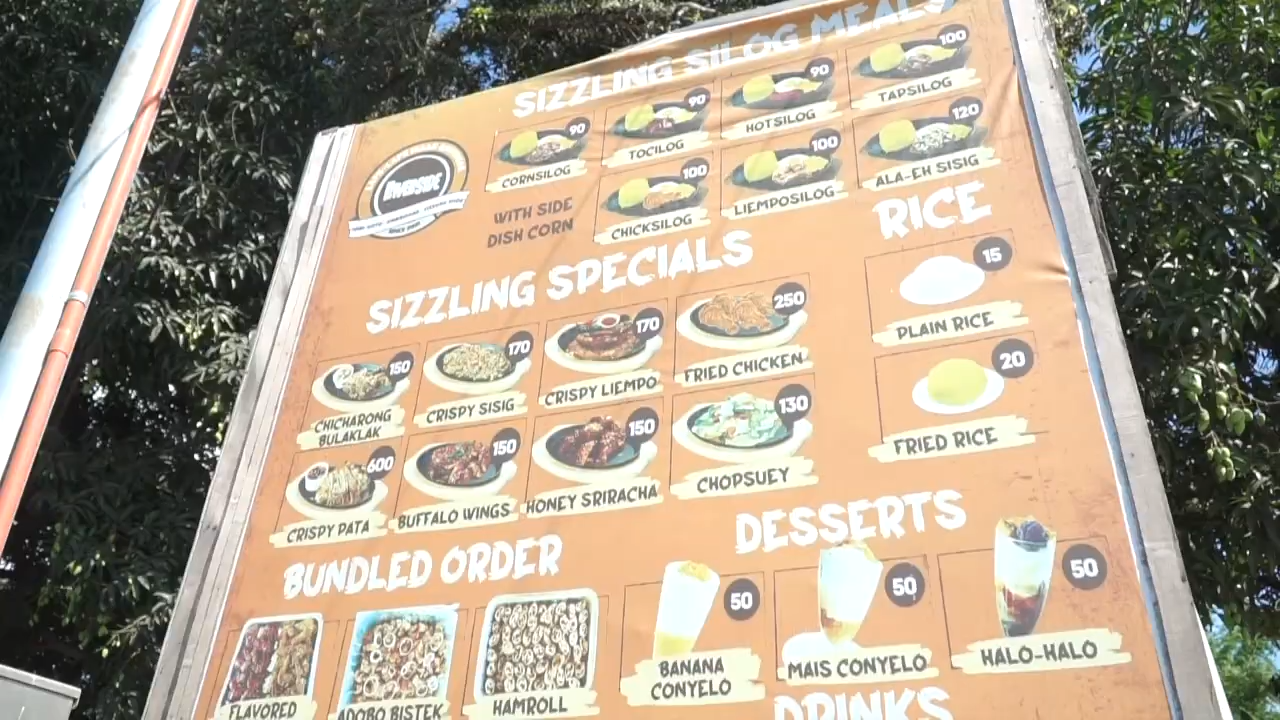 SIZZLING SILOG MEALS
90
CORNSILOG
90
TOCILOG
90
HOTSILOG
100
TAPSILOG
WITH SIDE
DISH CORN
100
CHICKSILOG
100
LIEMPOSILOG
120
ALA-EH SISIG
RIVERSIDE
SIZZLING SPECIALS
150
CHICHARONG
BULAKLAK
170
CRISPY SISIG
170
CRISPY LIEMPO
250
FRIED CHICKEN
600
CRISPY PATA
150
BUFFALO WINGS
150
HONEY SRIRACHA
130
CHOPSUEY
RICE
15
PLAIN RICE
20
FRIED RICE
BUNDLED ORDER
FLAVORED
ADOBO BISTEK
HAMROLL
DESSERTS
50
BANANA
CONYELO
50
MAIS CONYELO
50
HALO-HALO
DRINKS